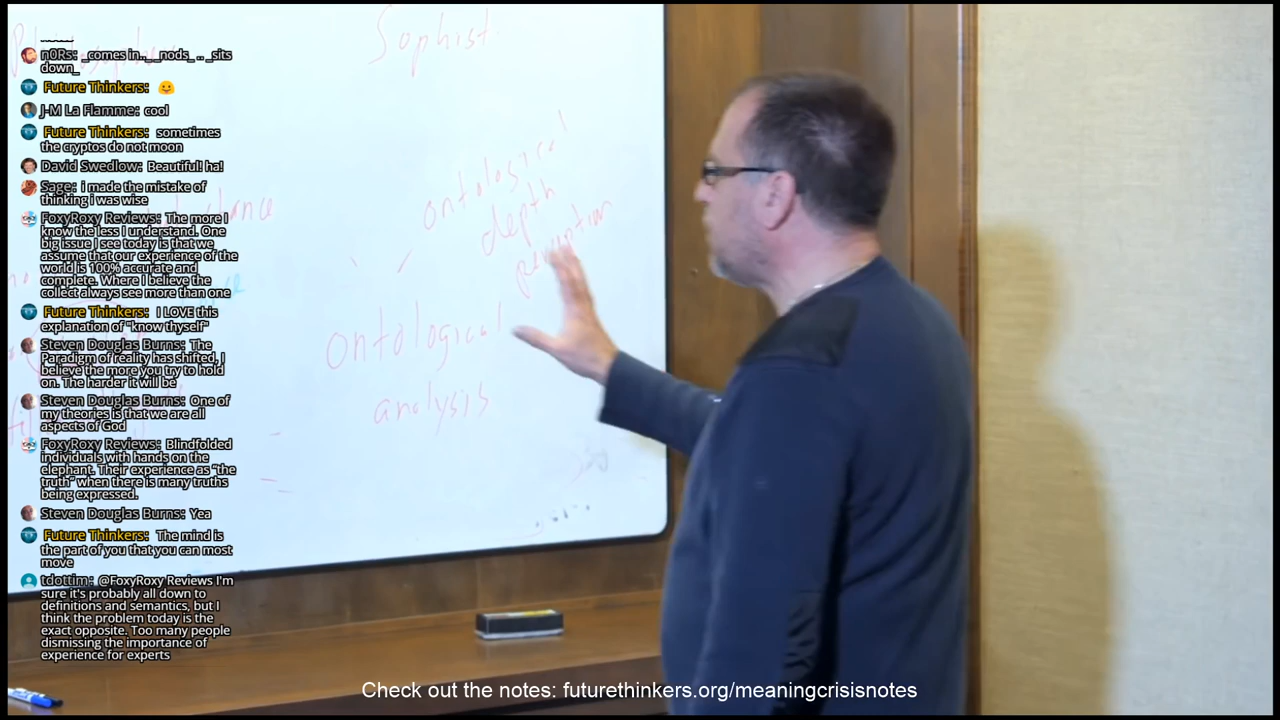 n0Rs: _comes in.._ _nods_ .. _sits
down_
Future Thinkers: 🙂
J-M La Flamme: cool
Future Thinkers: sometimes
the cryptos do not moon
David Swedlow: Beautiful! ha!
Sage: i made the mistake of
thinking i was wise
FoxyRoxy Reviews: The more I
know the less I understand. One
big issue I see today is that we
assume that our experience of the
world is 100% accurate and
complete. Where I believe the
collect always see more than one
Future Thinkers: I LOVE this
explanation of "know thyself"
Steven Douglas Burns: The
Paradigm of reality has shifted, I
believe the more you try to hold
on. The harder it will be
Steven Douglas Burns: One of
my theories is that we are all
aspects of God
FoxyRoxy Reviews: Blindfolded
individuals with hands on the
elephant. Their experience as "the
truth" when there is many truths
being expressed.
Steven Douglas Burns: Yea
Future Thinkers: The mind is
the part of you that you can most
move
tdottim: @FoxyRoxy Reviews I'm
sure it's probably all down to
definitions and semantics, but I
think the problem today is the
exact opposite. Too many people
dismissing the importance of
experience for experts
Sophist
ontological
depth
perception
ontological
analysis
Check out the notes: futurethinkers.org/meaningcrisisnotes